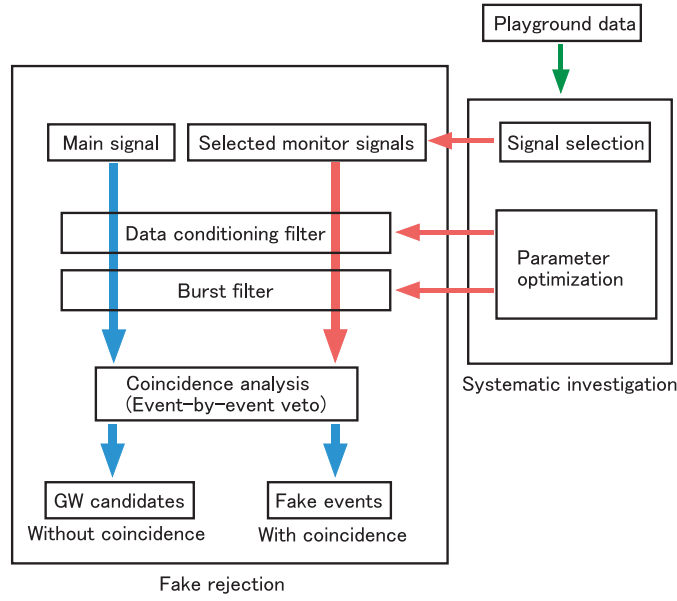 Playground data
Main signal
Selected monitor signals
Signal selection
Data conditioning filter
Burst filter
Parameter
optimization
Coincidence analysis
(Event-by-event veto)
Systematic investigation
GW candidates
Without coincidence
Fake events
With coincidence
Fake rejection